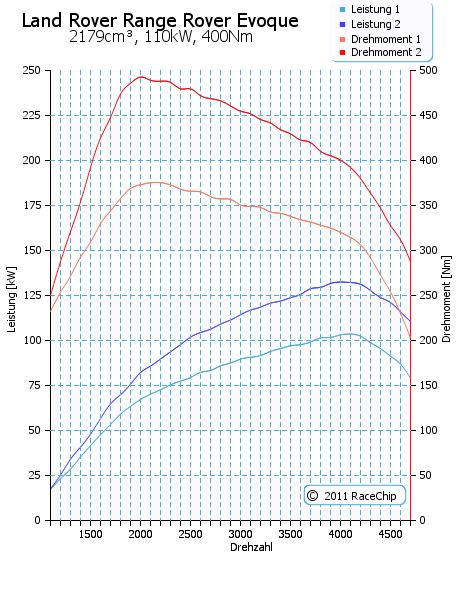 Land Rover Range Rover Evoque
2179cm³, 110kW, 400Nm
Leistung 1
Leistung 2
Drehmoment 1
Drehmoment 2
250 500
225 450
200 400
175 350
150 300
125 250
100 200
75 150
50 100
25 50
0 0
Leistung [kW]
Drehmoment [Nm]
© 2011 RaceChip
1500 2000 2500 3000 3500 4000 4500
Drehzahl